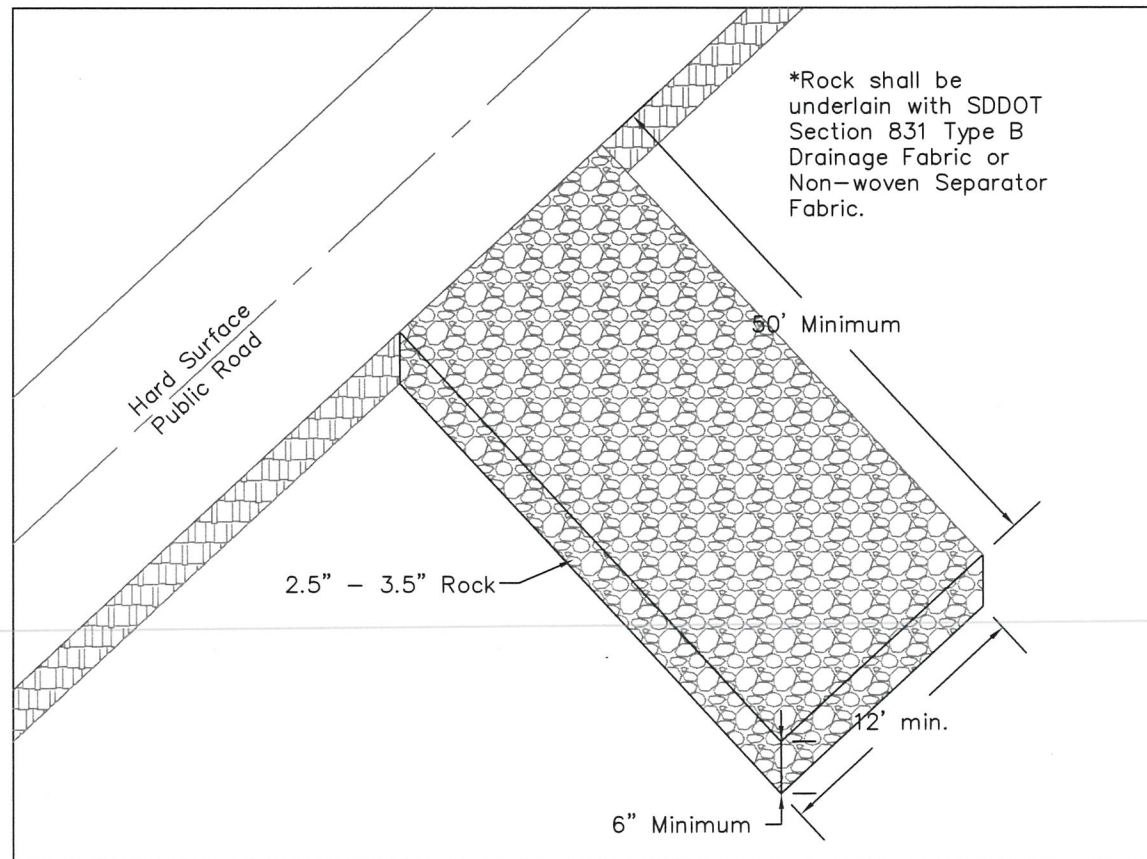 *Rock shall be
underlain with SDDOT
Section 831 Type B
Drainage Fabric or
Non-woven Separator
Fabric.
50' Minimum
Hard Surface
Public Road
2.5" - 3.5" Rock
12' min.
6" Minimum